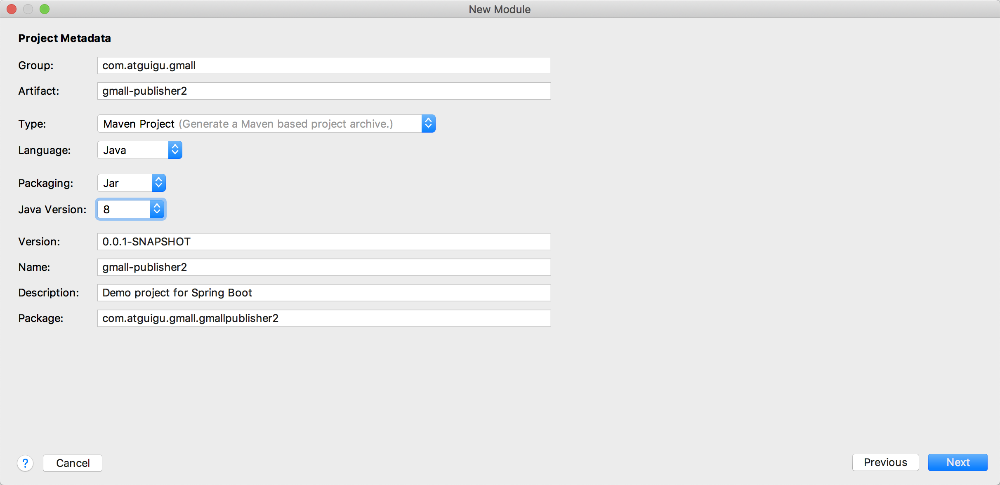 New Module
Project Metadata
Group: com.atguigu.gmall
Artifact: gmall-publisher2
Type: Maven Project (Generate a Maven based project archive.)
Language: Java
Packaging: Jar
Java Version: 8
Version: 0.0.1-SNAPSHOT
Name: gmall-publisher2
Description: Demo project for Spring Boot
Package: com.atguigu.gmall.gmallpublisher2
? Cancel Previous Next